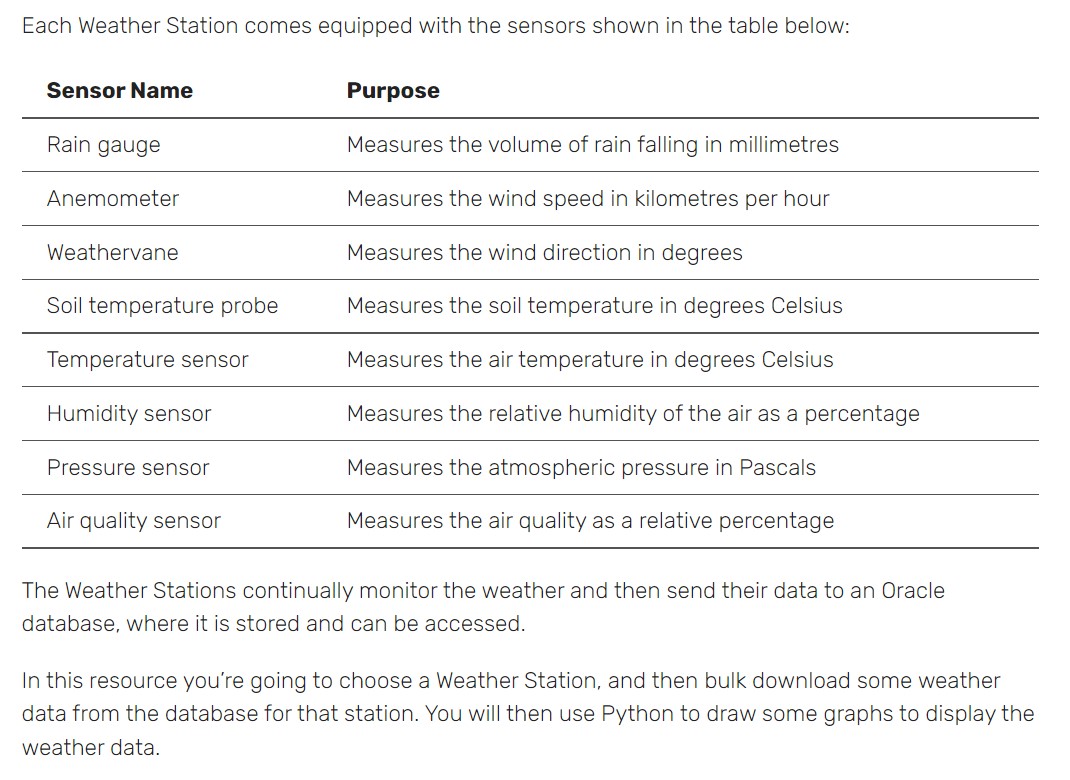 Each Weather Station comes equipped with the sensors shown in the table below:
Sensor Name Purpose
Rain gauge Measures the volume of rain falling in millimetres
Anemometer Measures the wind speed in kilometres per hour
Weathervane Measures the wind direction in degrees
Soil temperature probe Measures the soil temperature in degrees Celsius
Temperature sensor Measures the air temperature in degrees Celsius
Humidity sensor Measures the relative humidity of the air as a percentage
Pressure sensor Measures the atmospheric pressure in Pascals
Air quality sensor Measures the air quality as a relative percentage
The Weather Stations continually monitor the weather and then send their data to an Oracle
database, where it is stored and can be accessed.
In this resource you’re going to choose a Weather Station, and then bulk download some weather
data from the database for that station. You will then use Python to draw some graphs to display the
weather data.